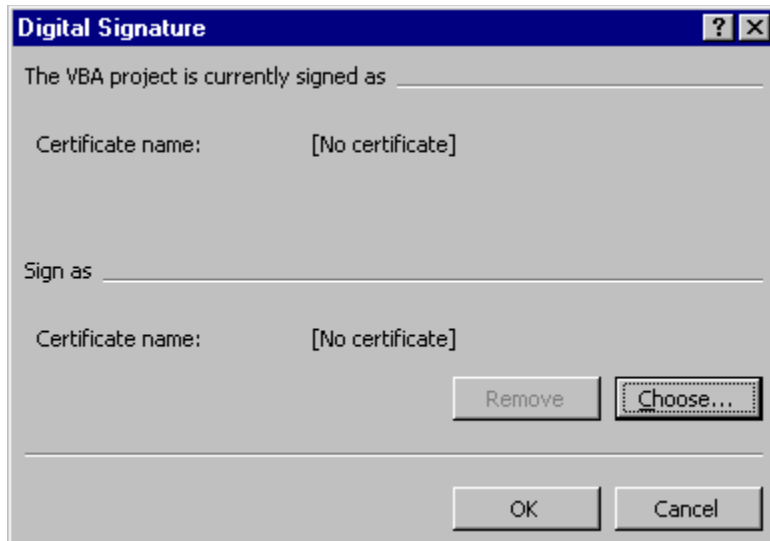 Digital Signature
The VBA project is currently signed as
Certificate name: [No certificate]
Sign as
Certificate name: [No certificate]
Remove Choose...
OK Cancel